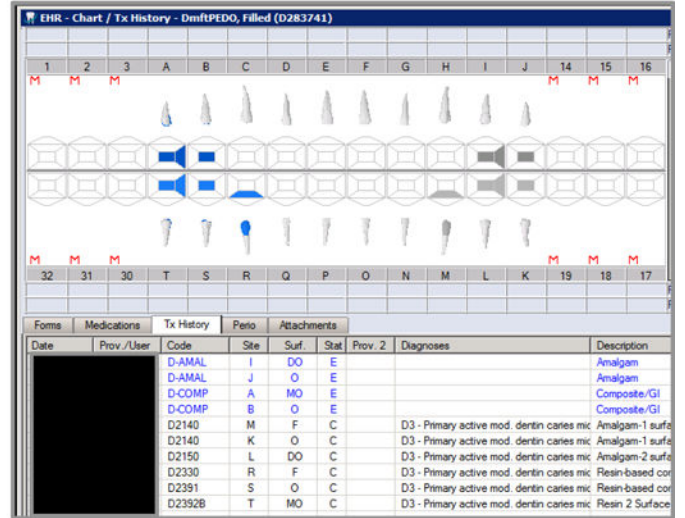 EHR - Chart / Tx History - DmftPEDO, Filled (D283741)
1 2 3 A B C D E F G H I J 14 15 16
M M M M M M
M M M M M M
32 31 30 T S R Q P O N M L K 19 18 17
Forms Medications Tx History Perio Attachments
Date Prov./User Code Site Surf. Stat Prov. 2 Diagnoses Description
D-AMAL I DO E Amalgam
D-AMAL J O E Amalgam
D-COMP A MO E Composite/GI
D-COMP B O E Composite/GI
D2140 M F C D3 - Primary active mod. dentin caries mic Amalgam-1 surfa
D2140 K O C D3 - Primary active mod. dentin caries mic Amalgam-1 surfa
D2150 L DO C D3 - Primary active mod. dentin caries mic Amalgam-2 surfa
D2330 R F C D3 - Primary active mod. dentin caries mic Resin-based cor
D2391 S O C D3 - Primary active mod. dentin caries mic Resin-based cor
D2392B T MO C D3 - Primary active mod. dentin caries mic Resin 2 Surface